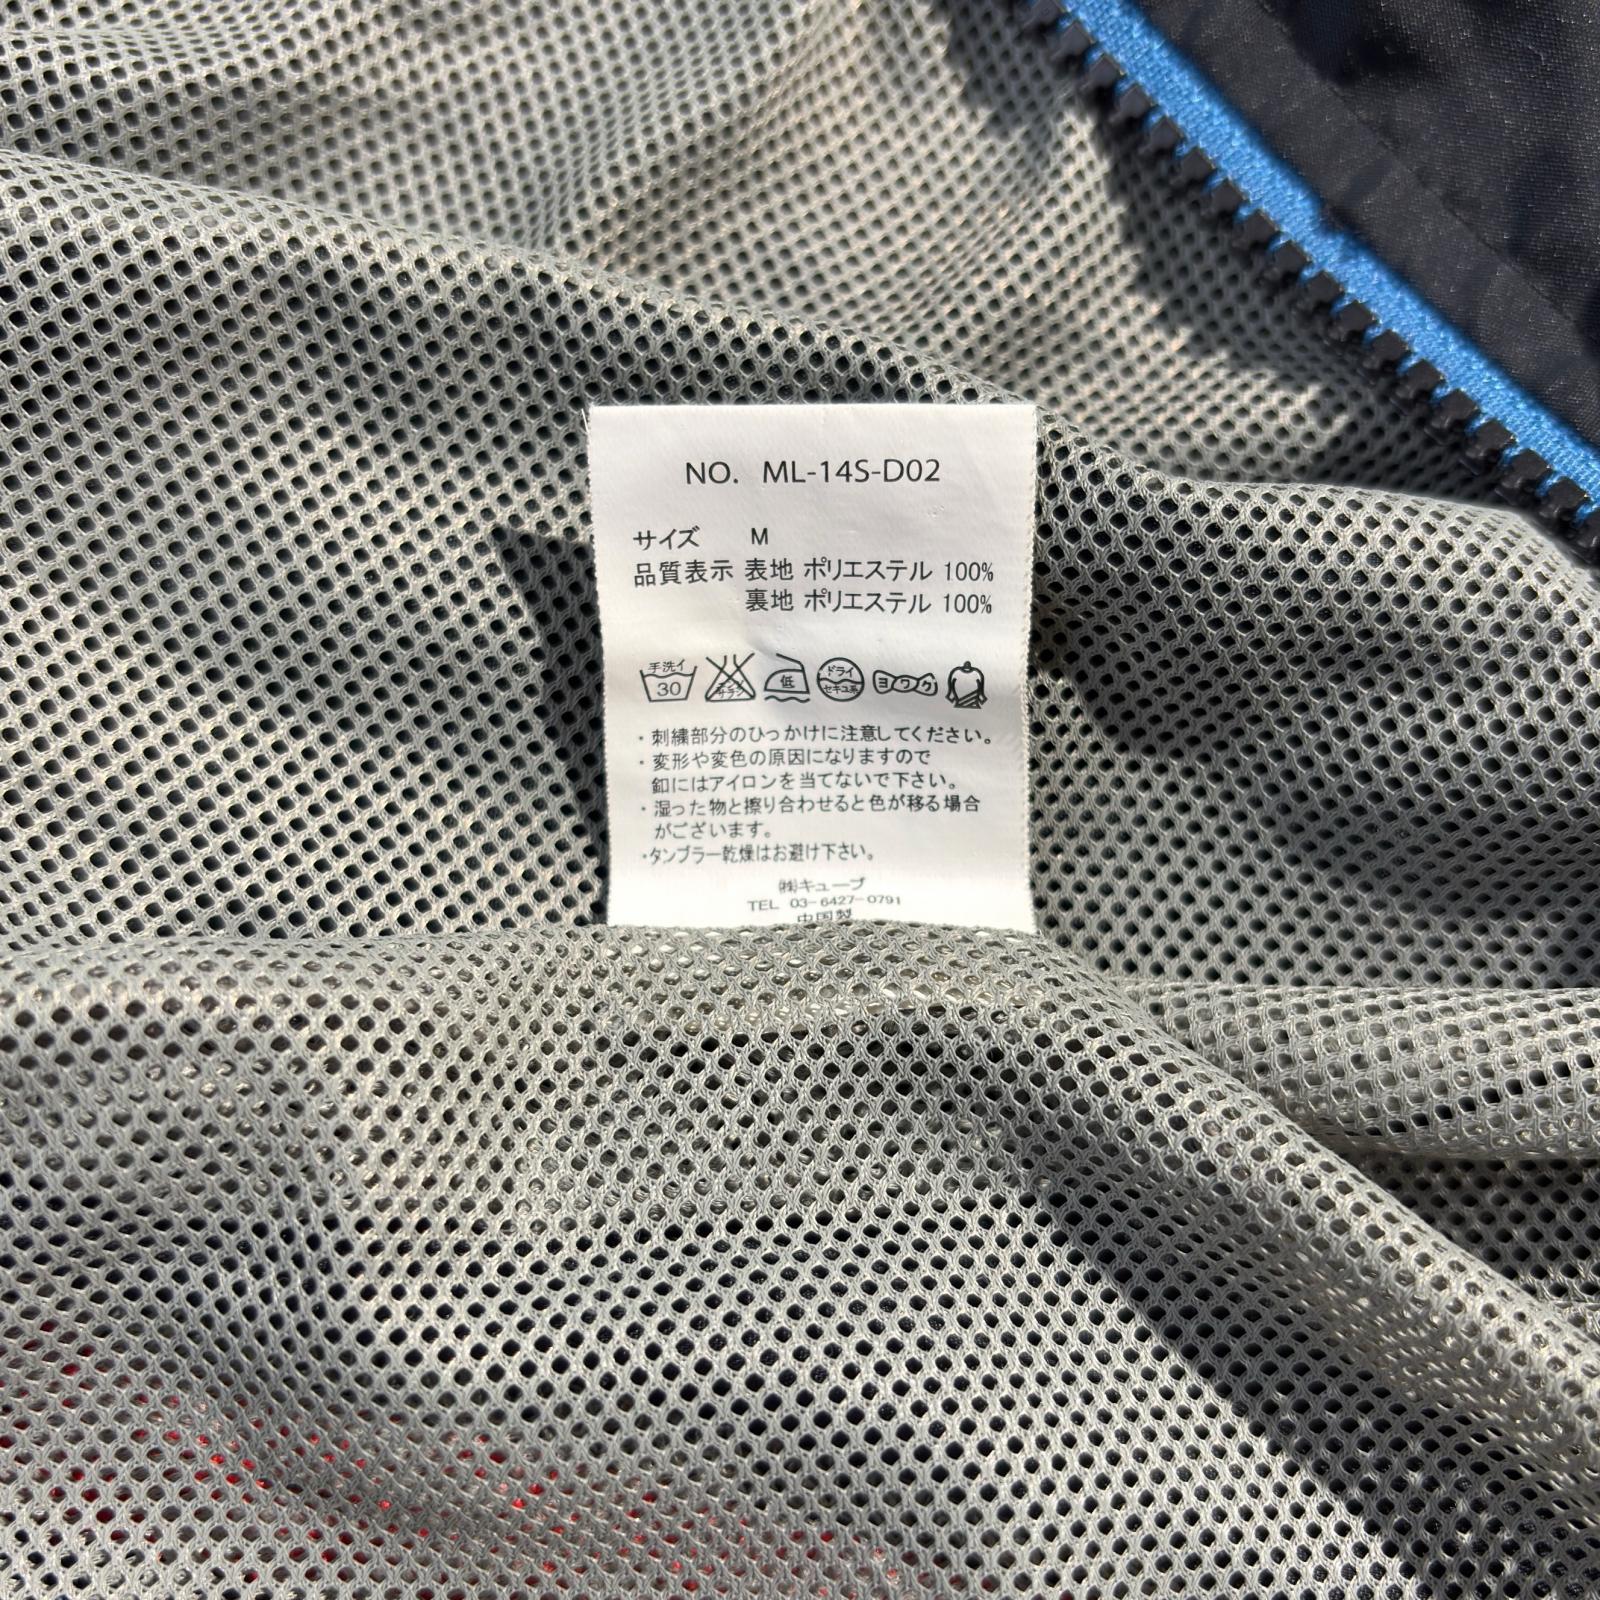 NO. ML-14S-D02
サイズ M
品質表示 表地 ポリエステル 100%
裏地 ポリエステル 100%
手洗イ 30 サラシ 低 ドライ セキユ系 ヨワク
・刺繍部分のひっかけに注意してください。
・変形や変色の原因になりますので
釦にはアイロンを当てないで下さい。
・湿った物と擦り合わせると色が移る場合
がございます。
・タンブラー乾燥はお避け下さい。
㈱キューブ
TEL 03-6427-0791
中国製